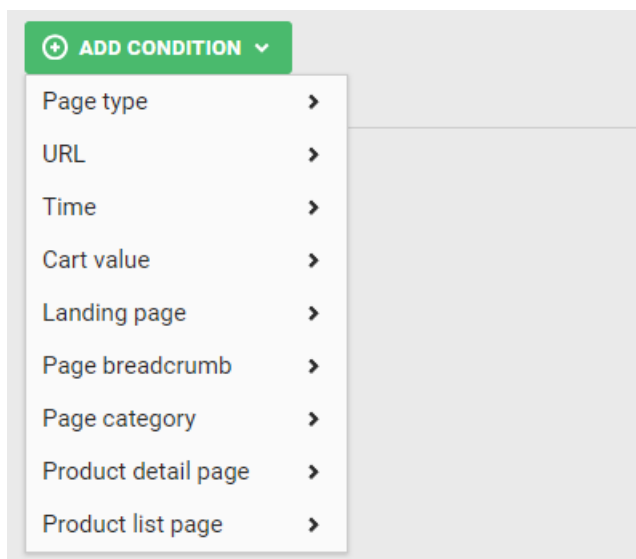 ADD CONDITION
Page type
URL
Time
Cart value
Landing page
Page breadcrumb
Page category
Product detail page
Product list page